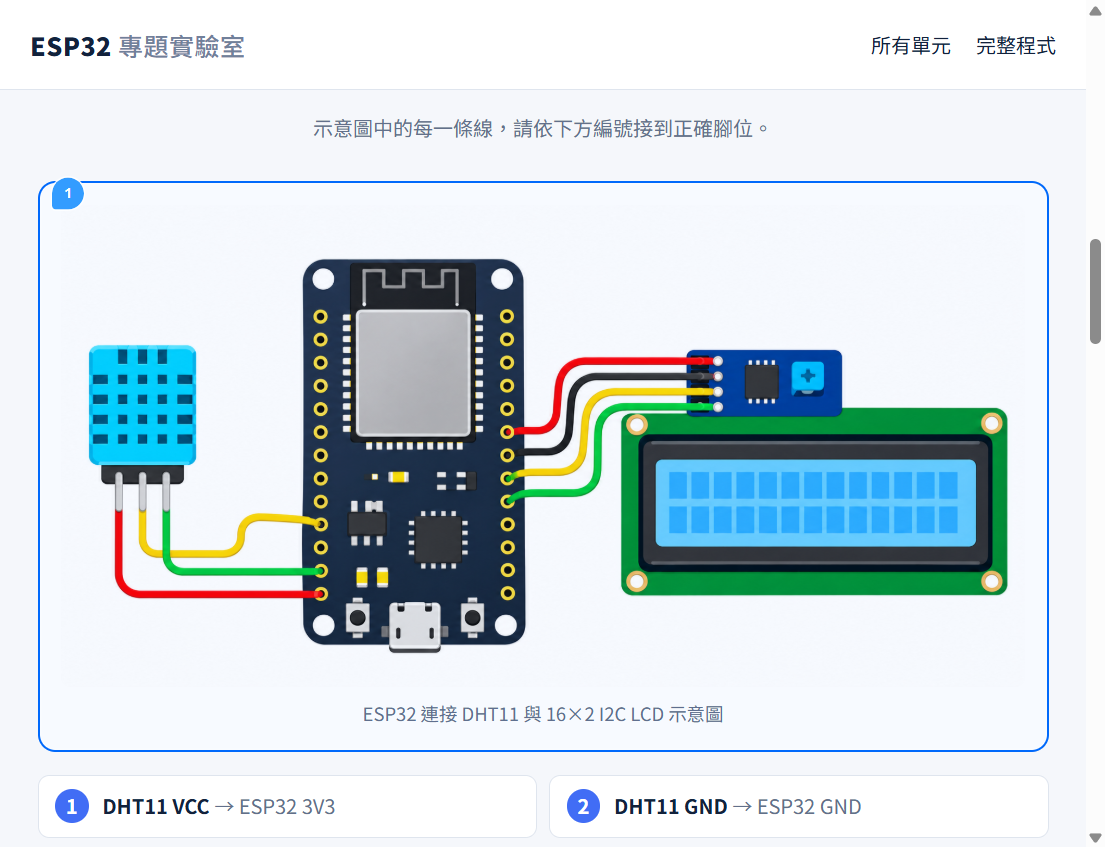 ESP32 專題實驗室
所有單元 完整程式
示意圖中的每一條線，請依下方編號接到正確腳位。
1
ESP32 連接 DHT11 與 16×2 I2C LCD 示意圖
1 DHT11 VCC → ESP32 3V3
2 DHT11 GND → ESP32 GND